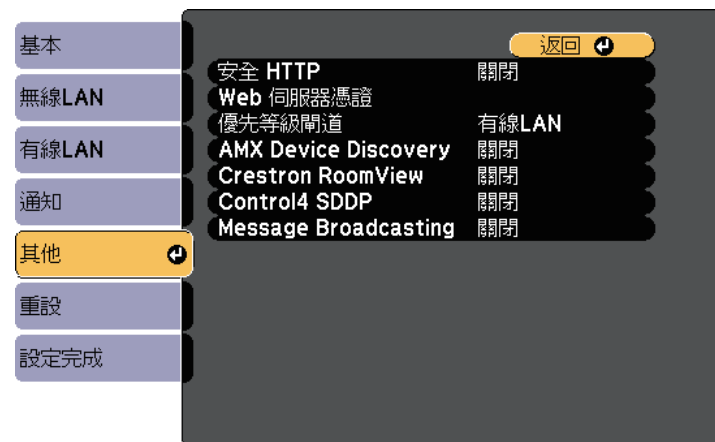 基本
無線LAN
有線LAN
通知
其他
重設
設定完成
返回
安全 HTTP 關閉
Web 伺服器憑證
優先等級閘道 有線LAN
AMX Device Discovery 關閉
Crestron RoomView 關閉
Control4 SDDP 關閉
Message Broadcasting 關閉